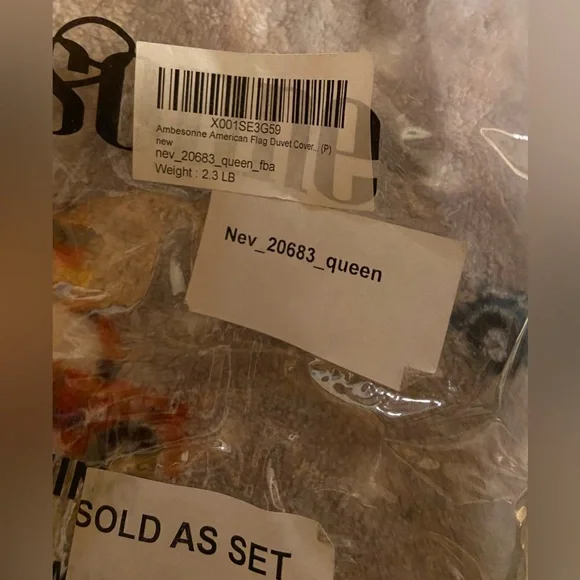 X001SE3G59
Ambesonne American Flag Duvet Cover... (P)
new
nev_20683_queen_fba
Weight : 2.3 LB
Nev_20683_queen
SOLD AS SET